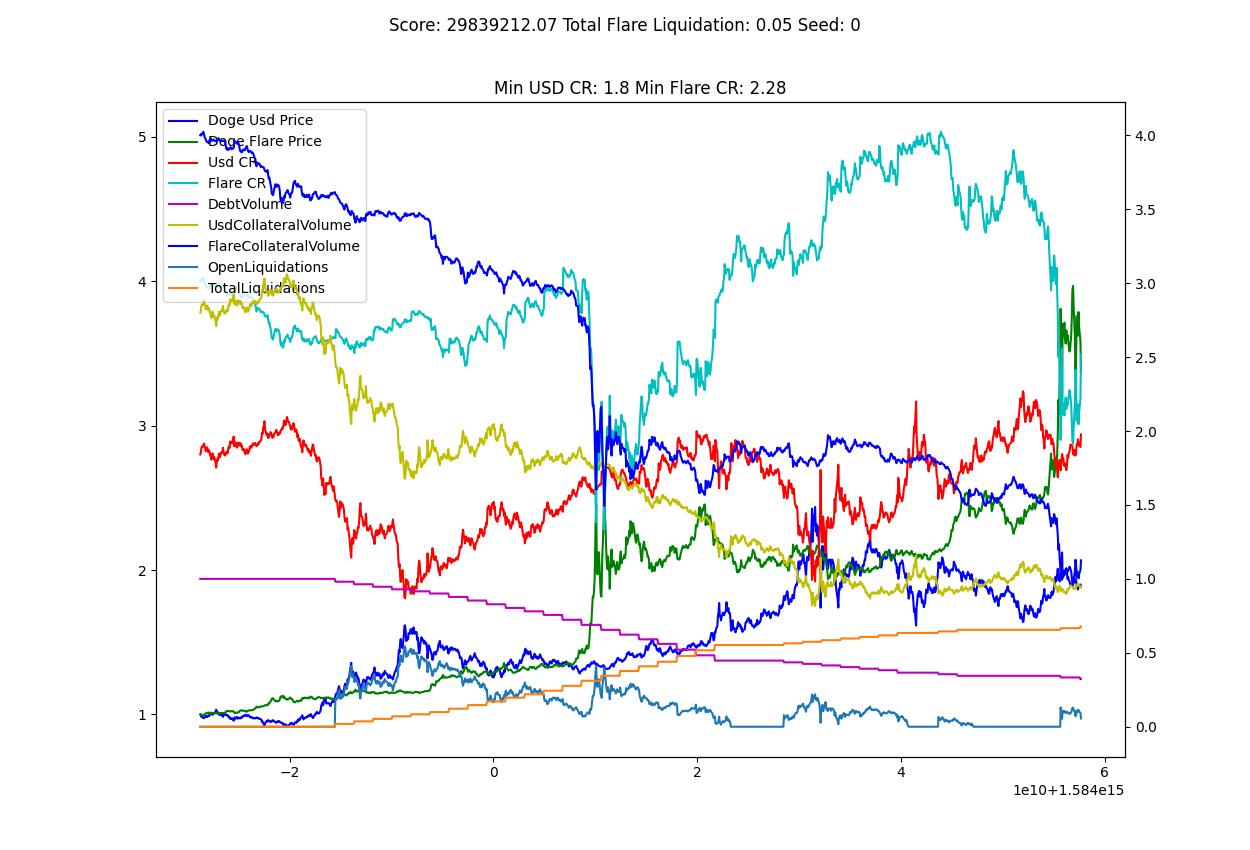 Score: 29839212.07 Total Flare Liquidation: 0.05 Seed: 0
Min USD CR: 1.8 Min Flare CR: 2.28
Doge Usd Price
Doge Flare Price
Usd CR
Flare CR
DebtVolume
UsdCollateralVolume
FlareCollateralVolume
OpenLiquidations
TotalLiquidations
5
4
3
2
1
4.0
3.5
3.0
2.5
2.0
1.5
1.0
0.5
0.0
−2
0
2
4
6
1e10+1.584e15